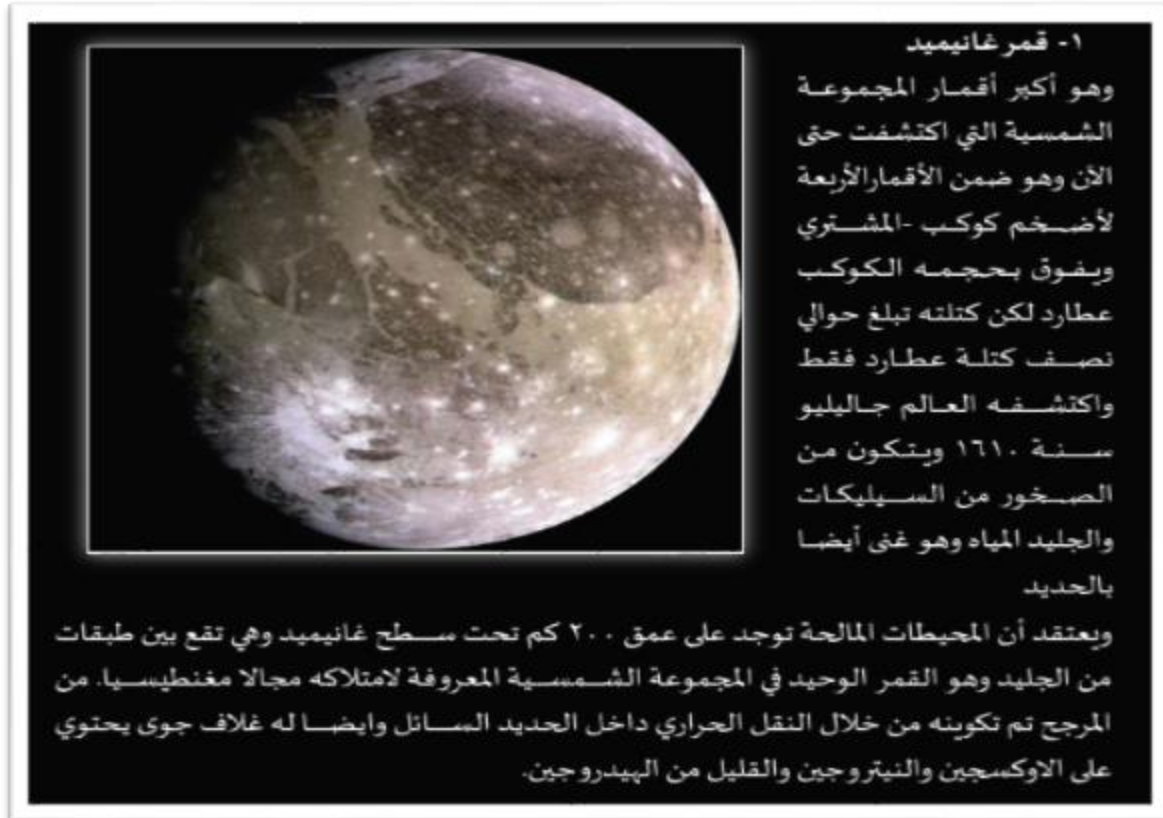 ١- قمر غانيميد
وهو أكبر أقمار المجموعة
الشمسية التي اكتشفت حتى
الأن وهو ضمن الأقمارالأربعة
لأضخم كوكب -المشتري
ويفوق بحجمه الكوكب
عطارد لكن كتلته تبلغ حوالي
نصف كتلة عطارد فقط
واكتشفه العالم جاليليو
سنة ١٦١٠ ويتكون من
الصخور من السيليكات
والجليد المياه وهو غنى أيضا
بالحديد
ويعتقد أن المحيطات المالحة توجد على عمق ٢٠٠ كم تحت سطح غانيميد وهي تقع بين طبقات
من الجليد وهو القمر الوحيد في المجموعة الشمسية المعروفة لامتلاكه مجالا مغنطيسيا. من
المرجح تم تكوينه من خلال النقل الحراري داخل الحديد السائل وايضا له غلاف جوى يحتوي
على الاوكسجين والنيتروجين والقليل من الهيدروجين.